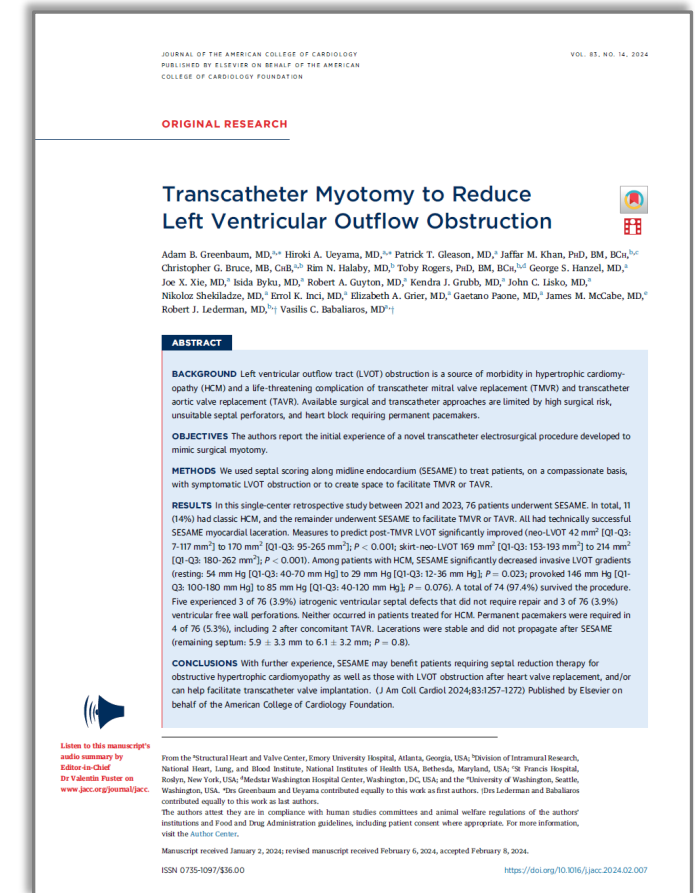 JOURNAL OF THE AMERICAN COLLEGE OF CARDIOLOGY
VOL. 83, NO. 14, 2024
PUBLISHED BY ELSEVIER ON BEHALF OF THE AMERICAN
COLLEGE OF CARDIOLOGY FOUNDATION
ORIGINAL RESEARCH
Transcatheter Myotomy to Reduce
Left Ventricular Outflow Obstruction
Adam B. Greenbaum, MD,a,* Hiroki A. Ueyama, MD,a,* Patrick T. Gleason, MD,a Jaffar M. Khan, PhD, BM, BCh,b,c
Christopher G. Bruce, MB, ChB,a,b Rim N. Halaby, MD,b Toby Rogers, PhD, BM, BCh,b,d George S. Hanzel, MD,a
Joe X. Xie, MD,a Isida Byku, MD,a Robert A. Guyton, MD,a Kendra J. Grubb, MD,a John C. Lisko, MD,a
Nikoloz Shekiladze, MD,a Errol K. Inci, MD,a Elizabeth A. Grier, MD,a Gaetano Paone, MD,a James M. McCabe, MD,e
Robert J. Lederman, MD,b,† Vasilis C. Babaliaros, MDa,†
ABSTRACT
BACKGROUND Left ventricular outflow tract (LVOT) obstruction is a source of morbidity in hypertrophic cardiomy-
opathy (HCM) and a life-threatening complication of transcatheter mitral valve replacement (TMVR) and transcatheter
aortic valve replacement (TAVR). Available surgical and transcatheter approaches are limited by high surgical risk,
unsuitable septal perforators, and heart block requiring permanent pacemakers.
OBJECTIVES The authors report the initial experience of a novel transcatheter electrosurgical procedure developed to
mimic surgical myotomy.
METHODS We used septal scoring along midline endocardium (SESAME) to treat patients, on a compassionate basis,
with symptomatic LVOT obstruction or to create space to facilitate TMVR or TAVR.
RESULTS In this single-center retrospective study between 2021 and 2023, 76 patients underwent SESAME. In total, 11
(14%) had classic HCM, and the remainder underwent SESAME to facilitate TMVR or TAVR. All had technically successful
SESAME myocardial laceration. Measures to predict post-TMVR LVOT significantly improved (neo-LVOT 42 mm2 [Q1-Q3:
7-117 mm2] to 170 mm2 [Q1-Q3: 95-265 mm2]; P < 0.001; skirt-neo-LVOT 169 mm2 [Q1-Q3: 153-193 mm2] to 214 mm2
[Q1-Q3: 180-262 mm2]; P < 0.001). Among patients with HCM, SESAME significantly decreased invasive LVOT gradients
(resting: 54 mm Hg [Q1-Q3: 40-70 mm Hg] to 29 mm Hg [Q1-Q3: 12-36 mm Hg]; P = 0.023; provoked 146 mm Hg [Q1-
Q3: 100-180 mm Hg] to 85 mm Hg [Q1-Q3: 40-120 mm Hg]; P = 0.076). A total of 74 (97.4%) survived the procedure.
Five experienced 3 of 76 (3.9%) iatrogenic ventricular septal defects that did not require repair and 3 of 76 (3.9%)
ventricular free wall perforations. Neither occurred in patients treated for HCM. Permanent pacemakers were required in
4 of 76 (5.3%), including 2 after concomitant TAVR. Lacerations were stable and did not propagate after SESAME
(remaining septum: 5.9 ± 3.3 mm to 6.1 ± 3.2 mm; P = 0.8).
CONCLUSIONS With further experience, SESAME may benefit patients requiring septal reduction therapy for
obstructive hypertrophic cardiomyopathy as well as those with LVOT obstruction after heart valve replacement, and/or
can help facilitate transcatheter valve implantation. (J Am Coll Cardiol 2024;83:1257-1272) Published by Elsevier on
behalf of the American College of Cardiology Foundation.
Listen to this manuscript's
audio summary by
Editor-in-Chief
Dr Valentin Fuster on
www.jacc.org/journal/jacc.
From the aStructural Heart and Valve Center, Emory University Hospital, Atlanta, Georgia, USA; bDivision of Intramural Research,
National Heart, Lung, and Blood Institute, National Institutes of Health USA, Bethesda, Maryland, USA; cSt Francis Hospital,
Roslyn, New York, USA; dMedstar Washington Hospital Center, Washington, DC, USA; and the eUniversity of Washington, Seattle,
Washington, USA. *Drs Greenbaum and Ueyama contributed equally to this work as first authors. †Drs Lederman and Babaliaros
contributed equally to this work as last authors.
The authors attest they are in compliance with human studies committees and animal welfare regulations of the authors'
institutions and Food and Drug Administration guidelines, including patient consent where appropriate. For more information,
visit the Author Center.
Manuscript received January 2, 2024; revised manuscript received February 6, 2024, accepted February 8, 2024.
ISSN 0735-1097/$36.00
https://doi.org/10.1016/j.jacc.2024.02.007